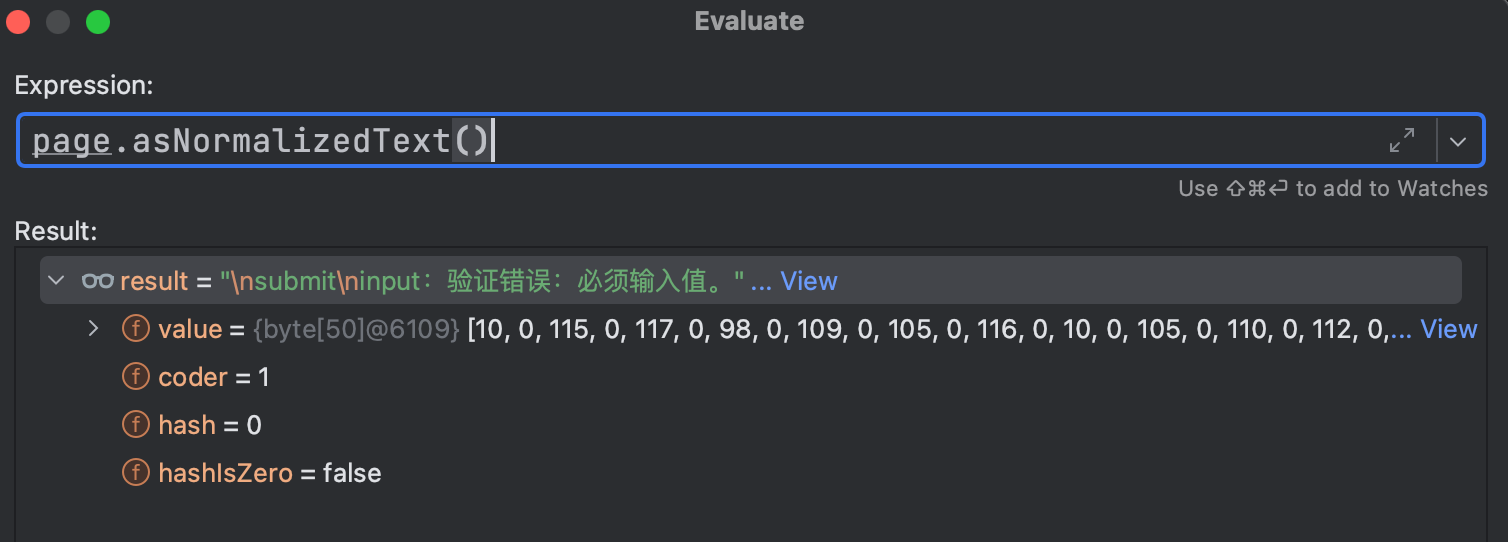 Evaluate
Expression:
page.asNormalizedText()
Use ⇧⌘⏎ to add to Watches
Result:
result = "\nsubmit\ninput：验证错误：必须输入值。" ... View
f value = {byte[50]@6109} [10, 0, 115, 0, 117, 0, 98, 0, 109, 0, 105, 0, 116, 0, 10, 0, 105, 0, 110, 0, 112, 0,... View
f coder = 1
f hash = 0
f hashIsZero = false